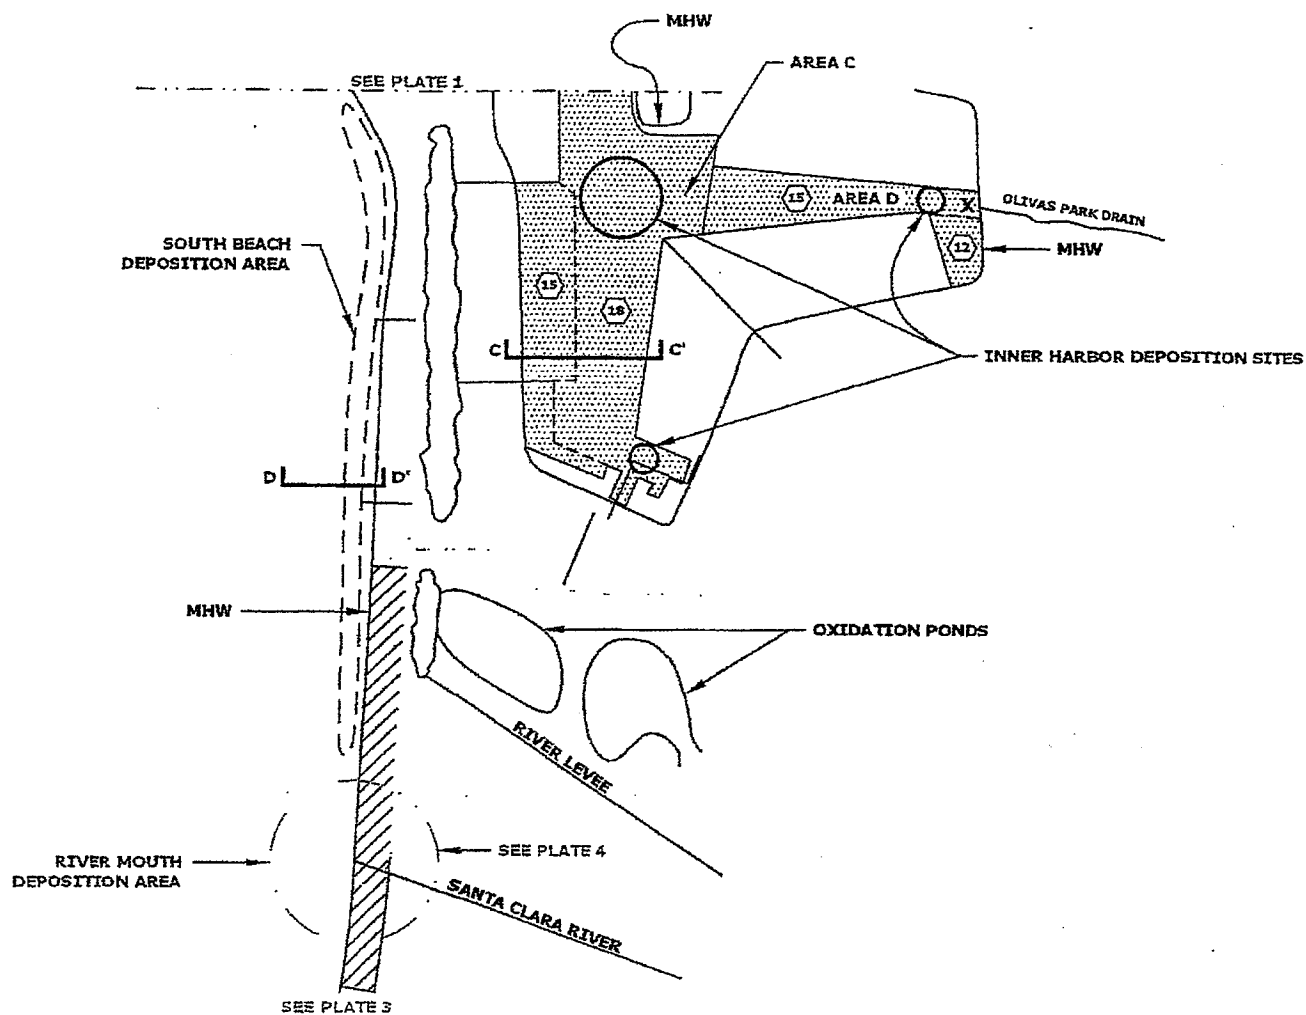 MHW
AREA C
SEE PLATE 1
15
AREA D
X
OLIVAS PARK DRAIN
12
MHW
SOUTH BEACH
DEPOSITION AREA
15
18
C
C'
INNER HARBOR DEPOSITION SITES
D
D'
MHW
OXIDATION PONDS
RIVER LEVEE
RIVER MOUTH
DEPOSITION AREA
SEE PLATE 4
SANTA CLARA RIVER
SEE PLATE 3